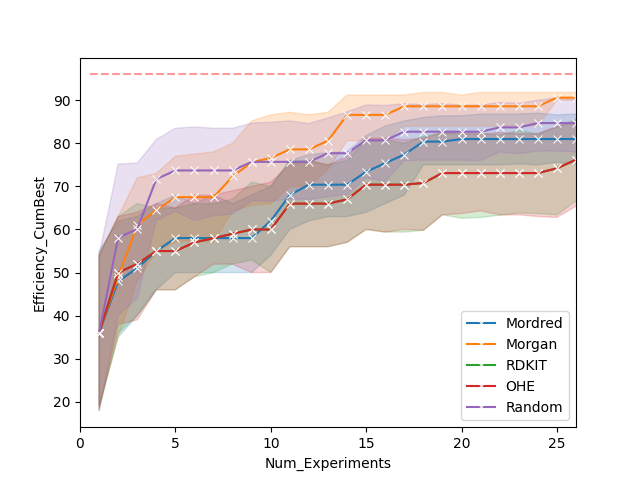 Efficiency_CumBest
90
80
70
60
50
40
30
20
0 5 10 15 20 25
Num_Experiments
Mordred
Morgan
RDKIT
OHE
Random